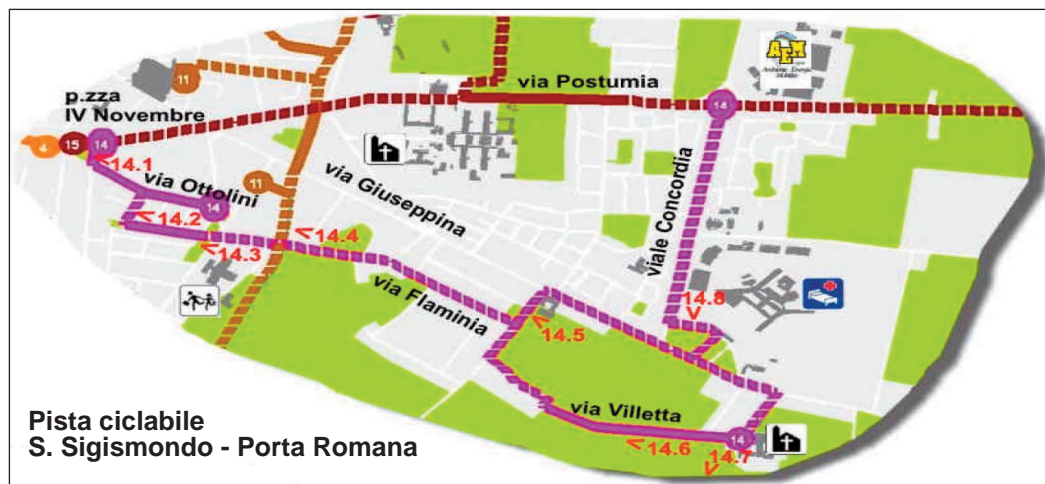 AEM
via Postumia
14
11
p.zza
IV Novembre
4
15
14
14.1
via Ottolini
11
14
via Giuseppina
viale Concordia
14.2
14.3
14.4
14.8
via Flaminia
14.5
via Villetta
14
14.6
14.7
Pista ciclabile
S. Sigismondo - Porta Romana